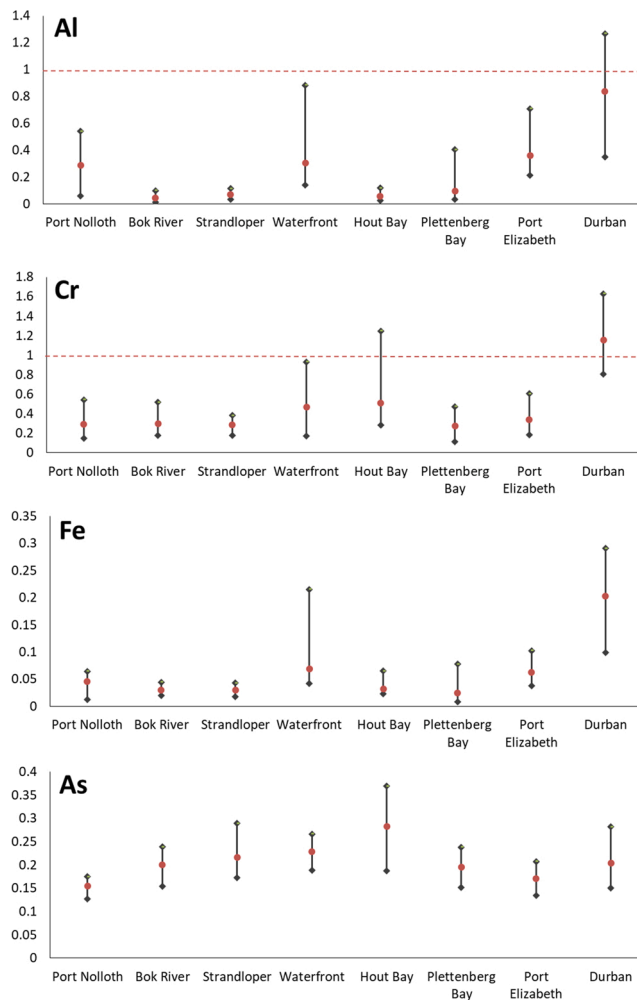 Al
1.4
1.2
1
0.8
0.6
0.4
0.2
0
Port Nolloth Bok River Strandloper Waterfront Hout Bay Plettenberg Port Durban
Bay Elizabeth
Cr
1.8
1.6
1.4
1.2
1
0.8
0.6
0.4
0.2
0
Port Nolloth Bok River Strandloper Waterfront Hout Bay Plettenberg Port Durban
Bay Elizabeth
Fe
0.35
0.3
0.25
0.2
0.15
0.1
0.05
0
Port Nolloth Bok River Strandloper Waterfront Hout Bay Plettenberg Port Durban
Bay Elizabeth
As
0.4
0.35
0.3
0.25
0.2
0.15
0.1
0.05
0
Port Nolloth Bok River Strandloper Waterfront Hout Bay Plettenberg Port Durban
Bay Elizabeth